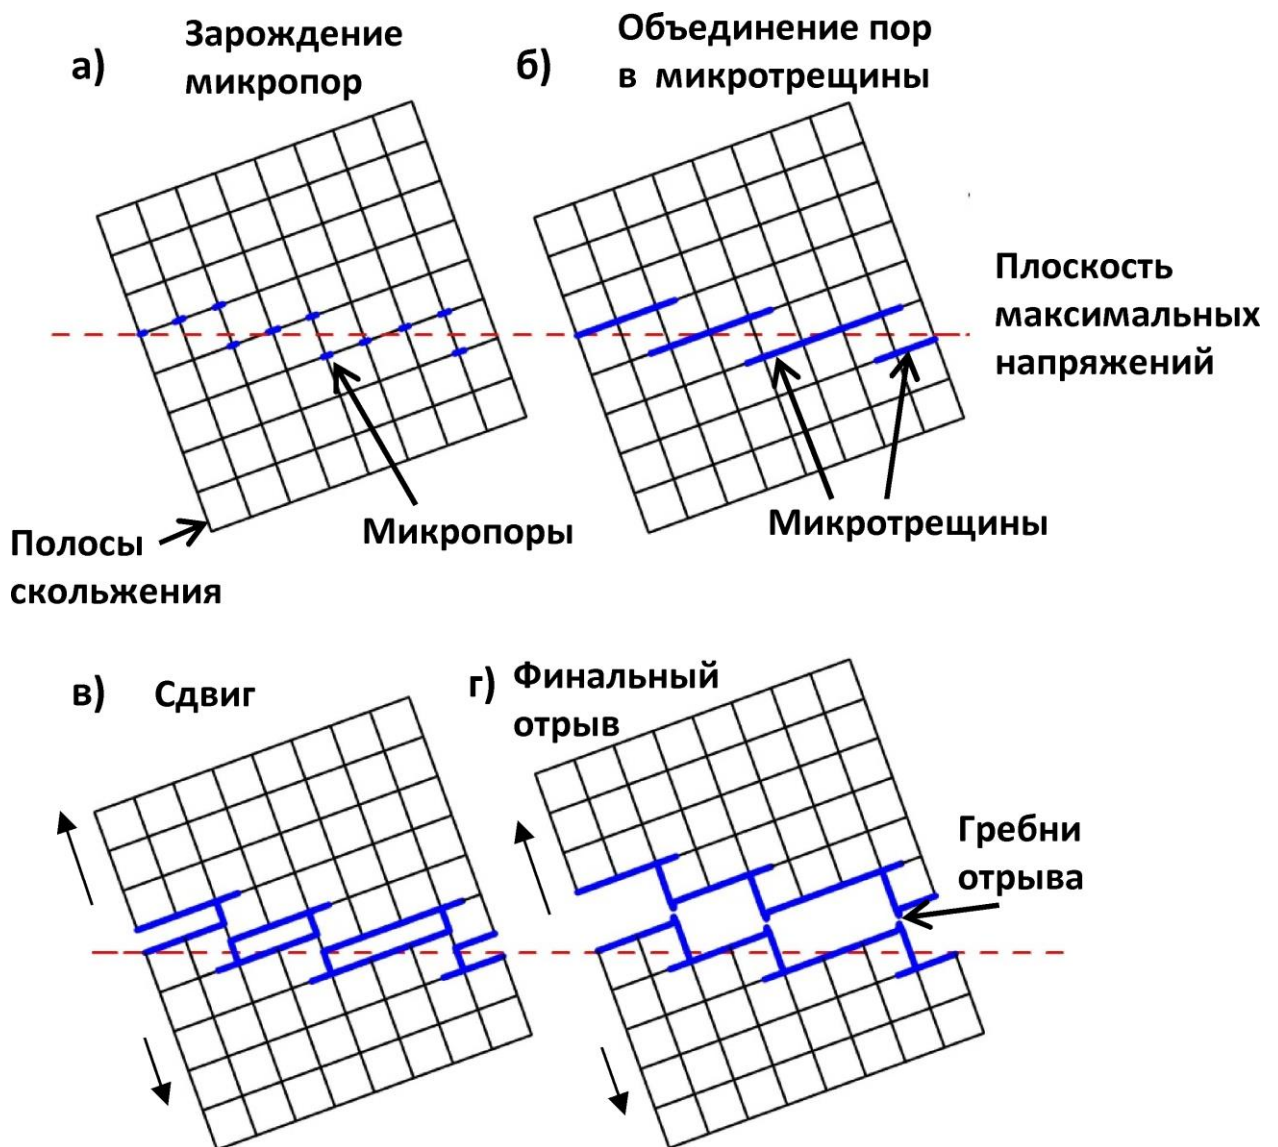 а)
Зарождение
микропор
б)
Объединение пор
в микротрещины
Плоскость
максимальных
напряжений
Микропоры
Микротрещины
Полосы
скольжения
в)
Сдвиг
г)
Финальный
отрыв
Гребни
отрыва